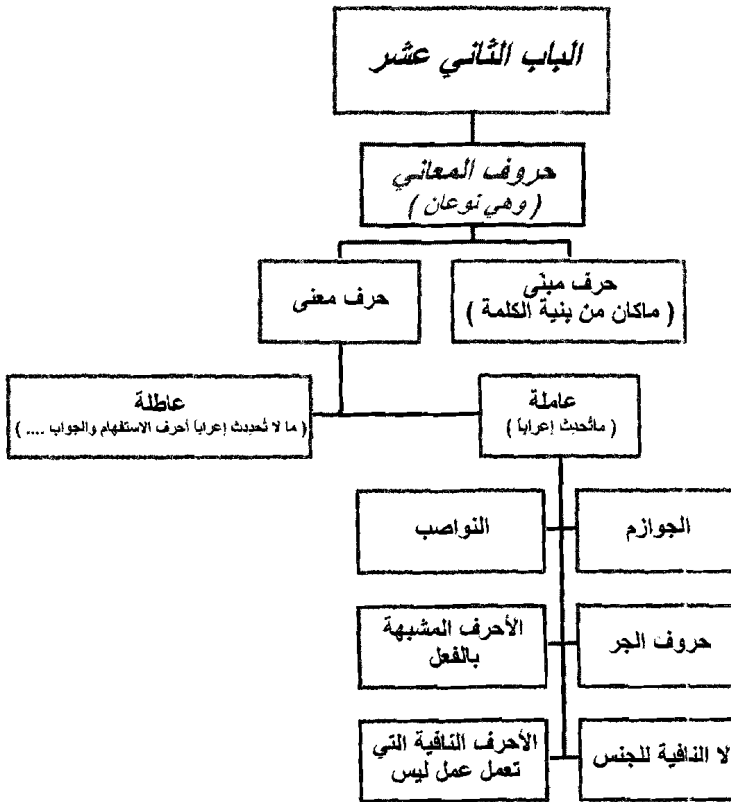 الباب الثاني عشر
حروف المعاني
( وهي نوعان )
حرف مبنى
( ماكان من بنية الكلمة )
حرف معنى
عاملة
( ماتُحدِث إعراباً )
عاطلة
( ما لا تُحدِث إعراباً أحرف الاستفهام والجواب .... )
الجوازم
النواصب
حروف الجر
الأحرف المشبهة
بالفعل
لا النافية للجنس
الأحرف النافية التي
تعمل عمل ليس